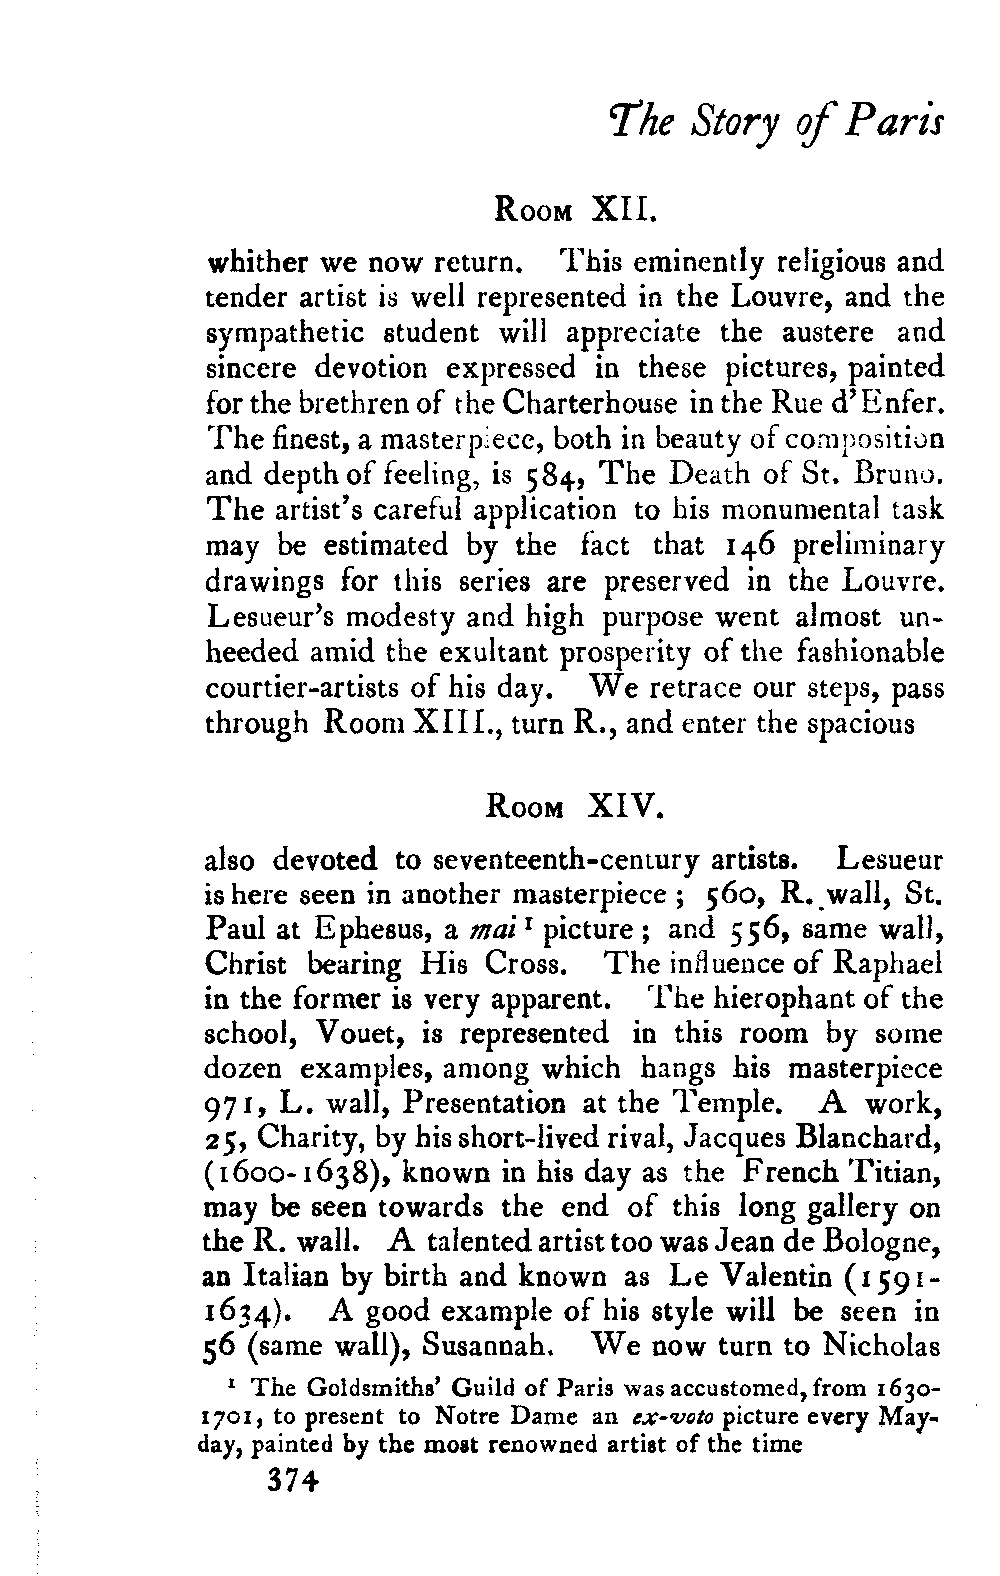 The Story of Paris
Room XII.
whither we now return. This eminently religious and
tender artist is well represented in the Louvre, and the
sympathetic student will appreciate the austere and
sincere devotion expressed in these pictures, painted
for the brethren of the Charterhouse in the Rue d'Enfer.
The finest, a masterpiece, both in beauty of composition
and depth of feeling, is 584, The Death of St. Bruno.
The artist's careful application to his monumental task
may be estimated by the fact that 146 preliminary
drawings for this series are preserved in the Louvre.
Lesueur's modesty and high purpose went almost un-
heeded amid the exultant prosperity of the fashionable
courtier-artists of his day. We retrace our steps, pass
through Room XIII., turn R., and enter the spacious
Room XIV.
also devoted to seventeenth-century artists. Lesueur
is here seen in another masterpiece; 560, R. wall, St.
Paul at Ephesus, a mai¹ picture; and 556, same wall,
Christ bearing His Cross. The influence of Raphael
in the former is very apparent. The hierophant of the
school, Vouet, is represented in this room by some
dozen examples, among which hangs his masterpiece
971, L. wall, Presentation at the Temple. A work,
25, Charity, by his short-lived rival, Jacques Blanchard,
(1600-1638), known in his day as the French Titian,
may be seen towards the end of this long gallery on
the R. wall. A talented artist too was Jean de Bologne,
an Italian by birth and known as Le Valentin (1591-
1634). A good example of his style will be seen in
56 (same wall), Susannah. We now turn to Nicholas
¹ The Goldsmiths' Guild of Paris was accustomed, from 1630-
1701, to present to Notre Dame an ex-voto picture every May-
day, painted by the most renowned artist of the time
374